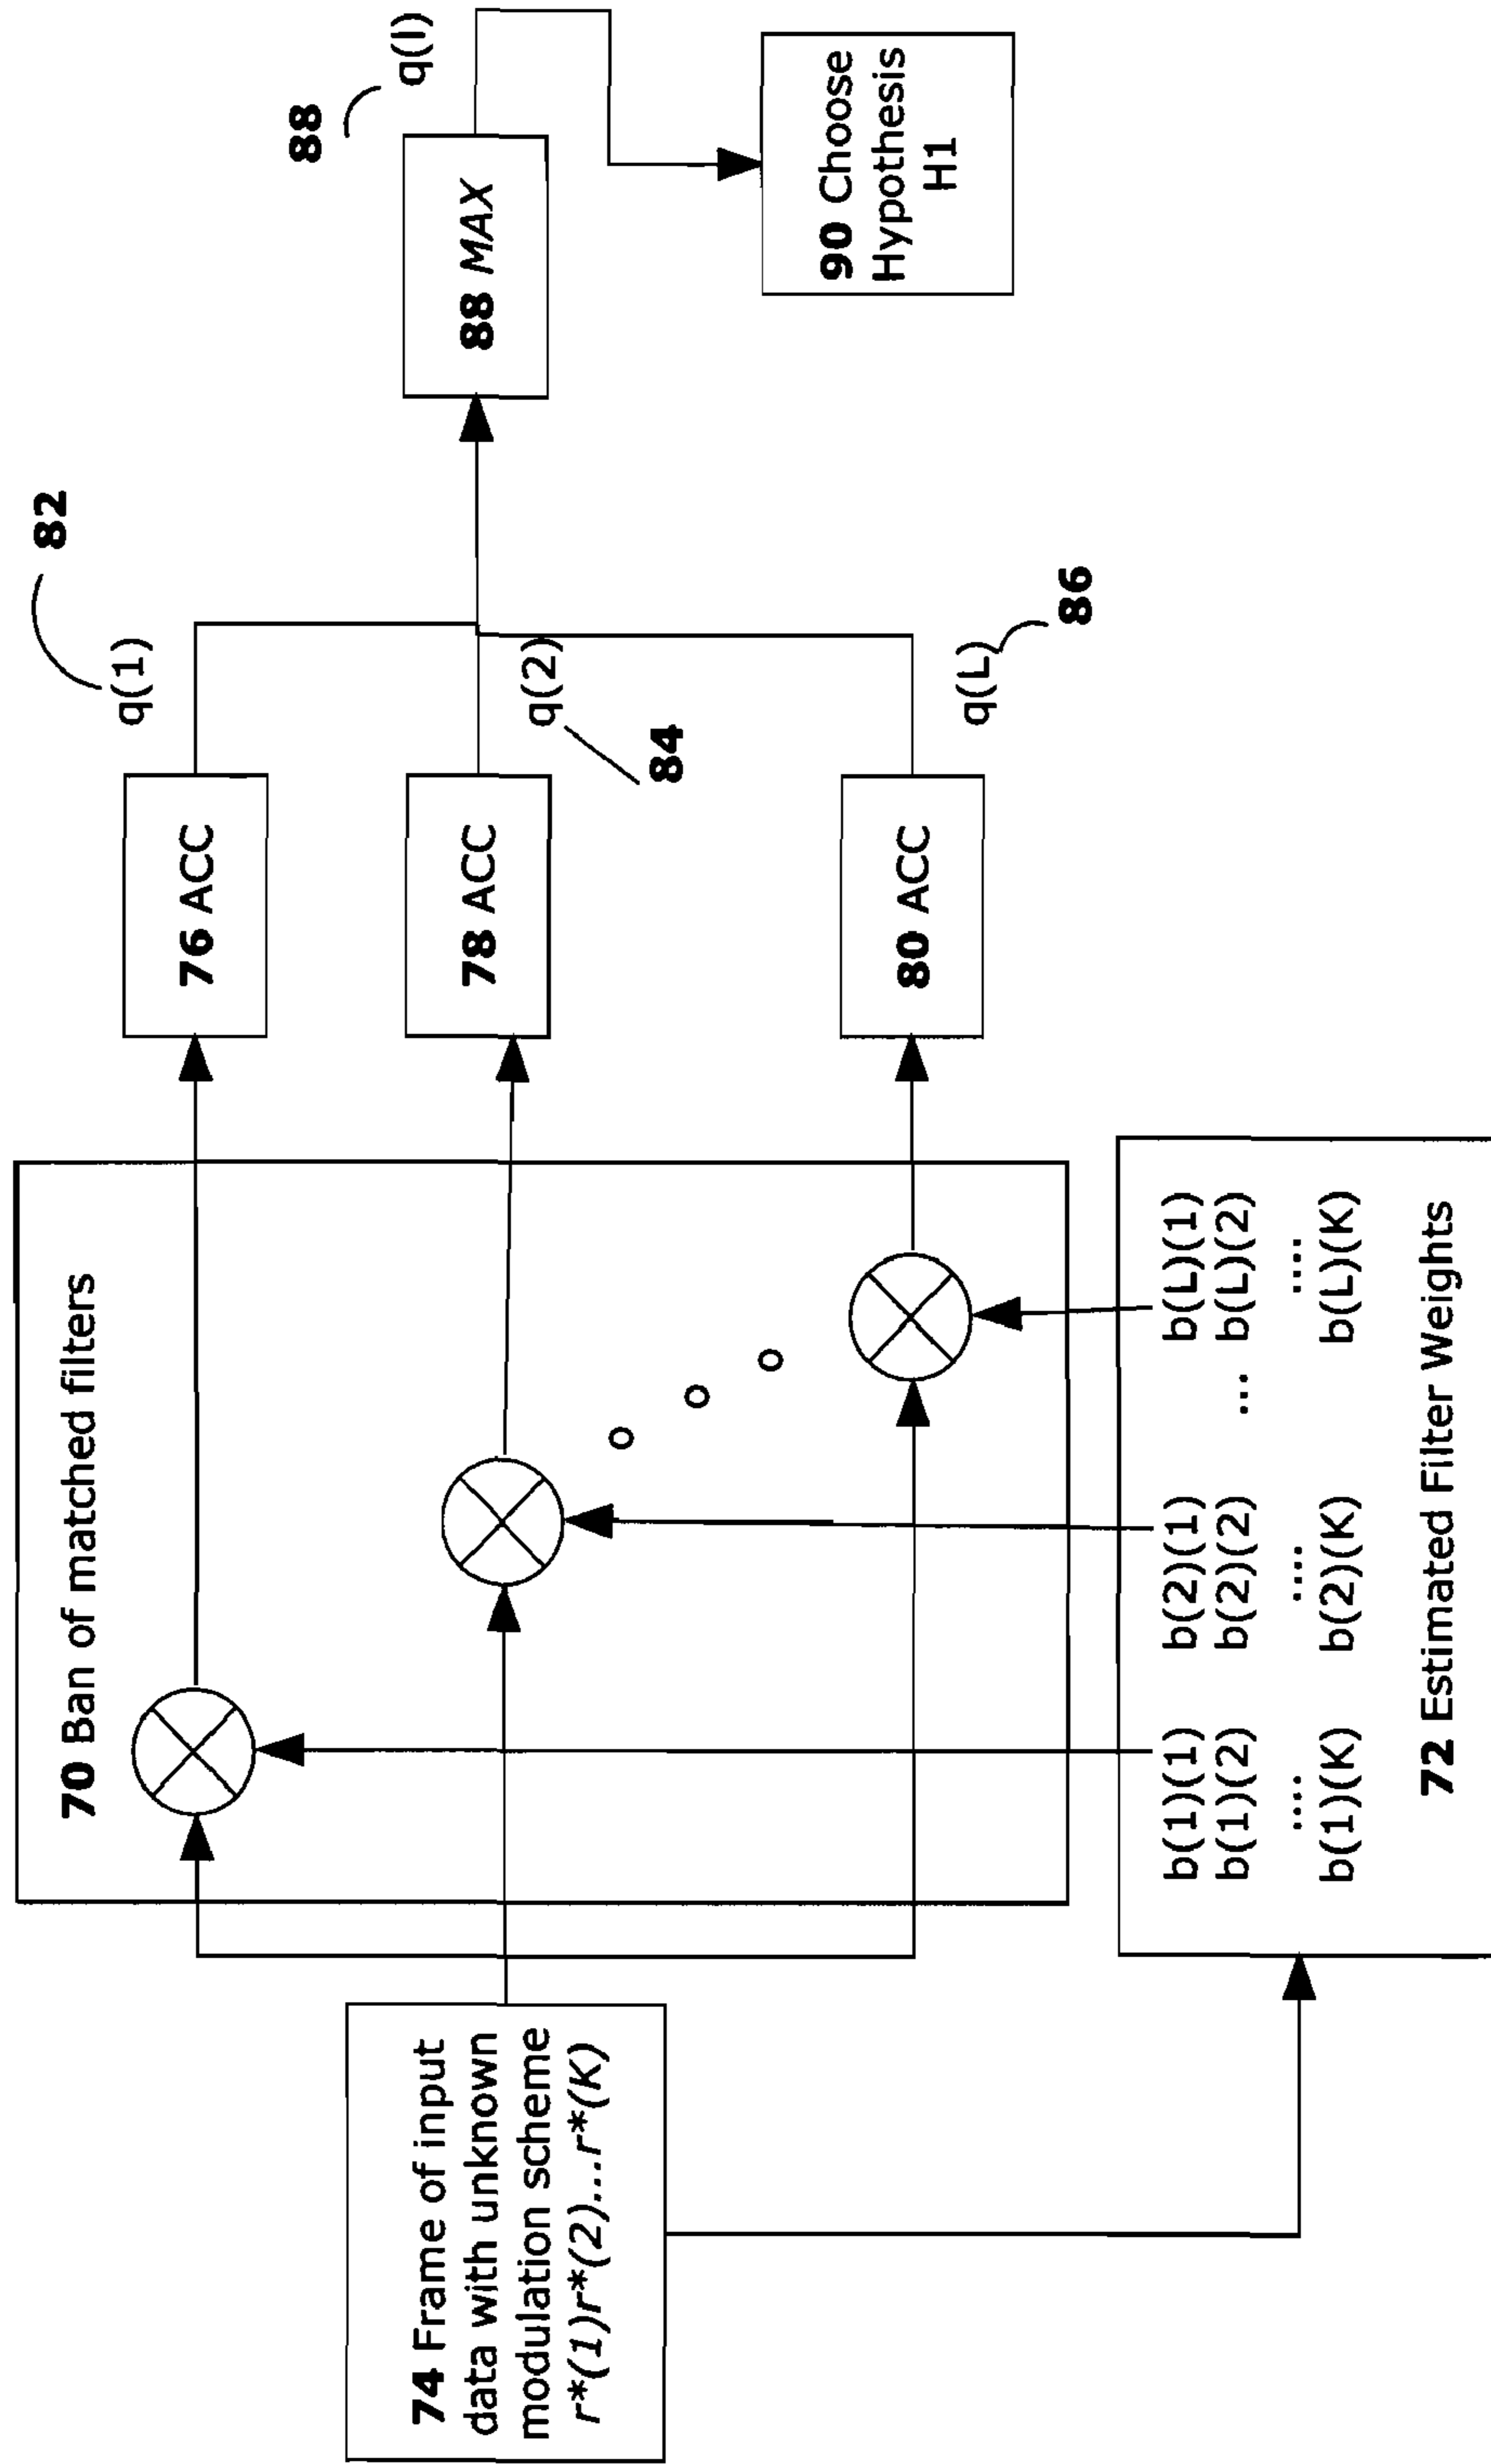 70 Ban of matched filters
74 Frame of input
data with unknown
modulation scheme
r*(1)r*(2)...r*(K)
76 ACC
78 ACC
80 ACC
q(1)
82
q(2)
84
q(L)
86
88 MAX
88
q(l)
90 Choose
Hypothesis
H1
b(1)(1) b(2)(1) b(L)(1)
b(1)(2) b(2)(2) ... b(L)(2)
.... .... ....
b(1)(K) b(2)(K) b(L)(K)
72 Estimated Filter Weights